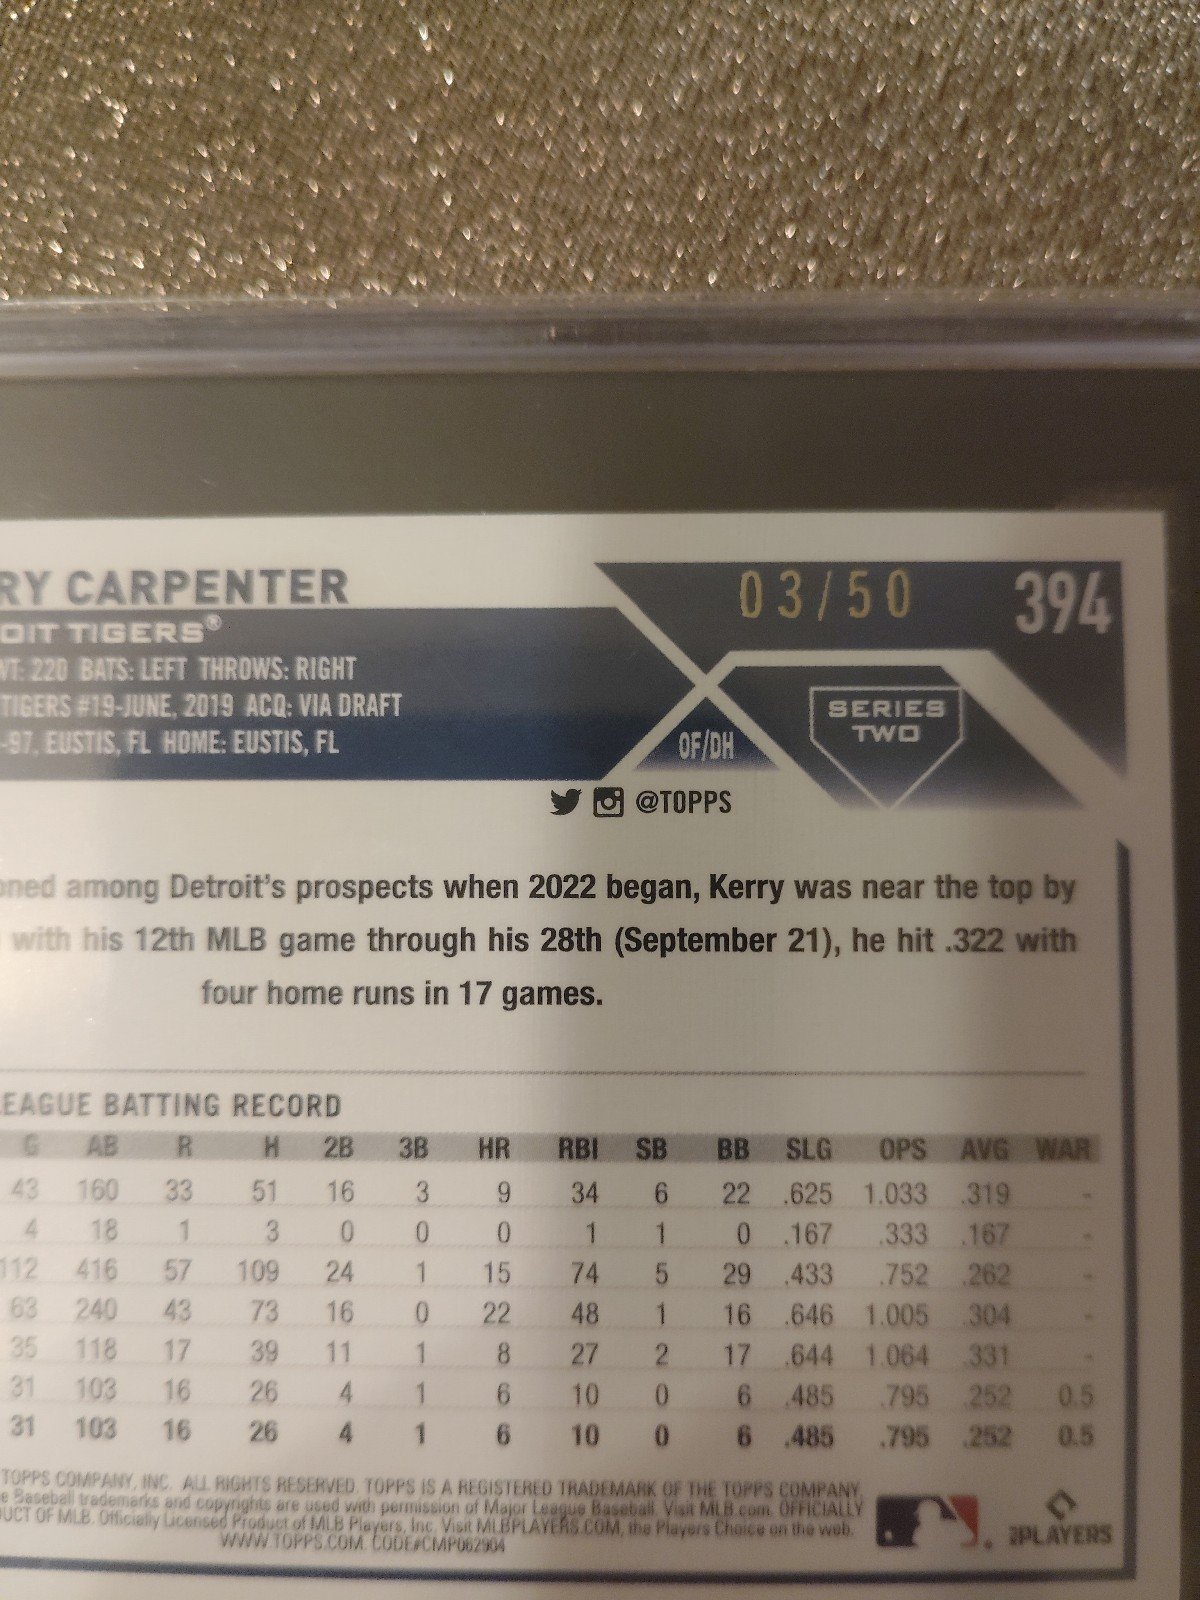 RY CARPENTER
03/50
394
OIT TIGERS®
WT: 220 BATS: LEFT THROWS: RIGHT
TIGERS #19-JUNE, 2019 ACQ: VIA DRAFT
-97, EUSTIS, FL HOME: EUSTIS, FL
OF/DH
SERIES
TWO
@TOPPS
oned among Detroit's prospects when 2022 began, Kerry was near the top by
with his 12th MLB game through his 28th (September 21), he hit .322 with
four home runs in 17 games.
LEAGUE BATTING RECORD
G AB R H 2B 3B HR RBI SB BB SLG OPS AVG WAR
43 160 33 51 16 3 9 34 6 22 .625 1.033 .319 -
4 18 1 3 0 0 0 1 1 0 .167 .333 .167 -
112 416 57 109 24 1 15 74 5 29 .433 .752 .262 -
63 240 43 73 16 0 22 48 1 16 .646 1.005 .304 -
35 118 17 39 11 1 8 27 2 17 .644 1.064 .331 -
31 103 16 26 4 1 6 10 0 6 .485 .795 .252 0.5
31 103 16 26 4 1 6 10 0 6 .485 .795 .252 0.5
TOPPS COMPANY, INC. ALL RIGHTS RESERVED. TOPPS IS A REGISTERED TRADEMARK OF THE TOPPS COMPANY,
e Baseball trademarks and copyrights are used with permission of Major League Baseball. Visit MLB.com. OFFICIALLY
UCT OF MLB. Officially Licensed Product of MLB Players, Inc. Visit MLBPLAYERS.COM, the Players Choice on the web.
WWW.TOPPS.COM. CODE#CMP062904
PLAYERS